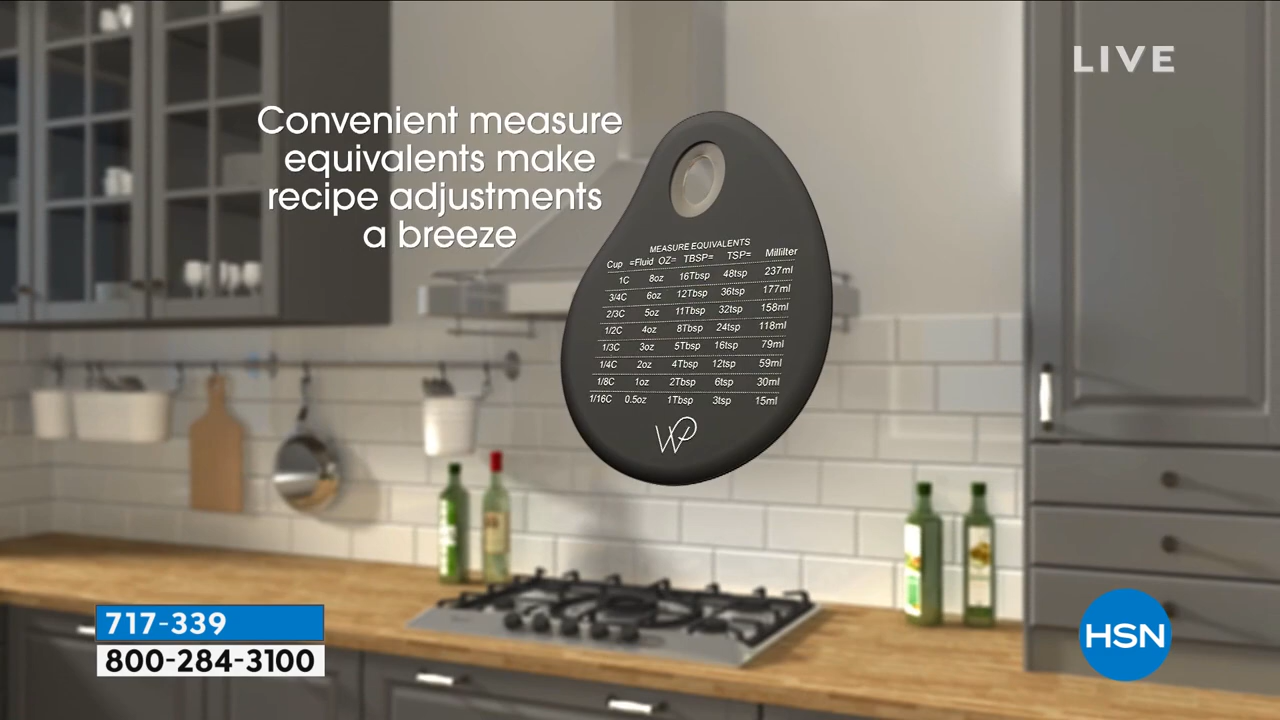 LIVE
Convenient measure
equivalents make
recipe adjustments
a breeze
MEASURE EQUIVALENTS
Cup =Fluid OZ= TBSP= TSP= Milliter
1C 8oz 16Tbsp 48tsp 237ml
3/4C 6oz 12Tbsp 36tsp 177ml
2/3C 5oz 11Tbsp 32tsp 158ml
1/2C 4oz 8Tbsp 24tsp 118ml
1/3C 3oz 5Tbsp 16tsp 79ml
1/4C 2oz 4Tbsp 12tsp 59ml
1/8C 1oz 2Tbsp 6tsp 30ml
1/16C 0.5oz 1Tbsp 3tsp 15ml
WP
717-339
800-284-3100
HSN